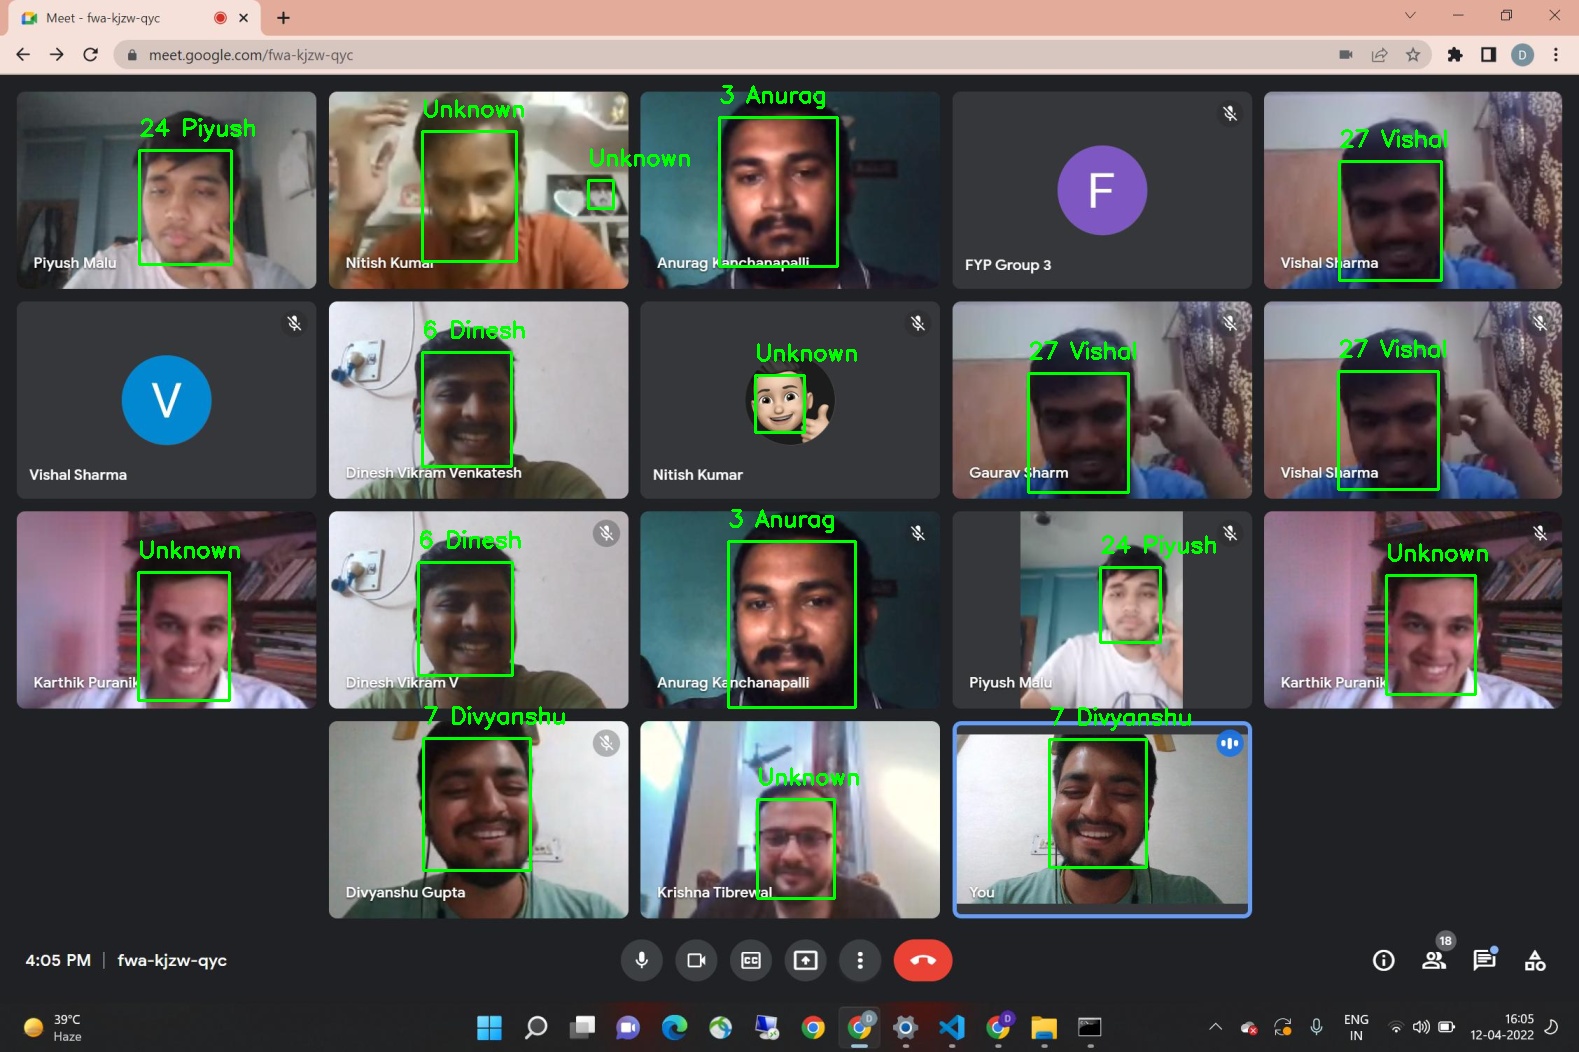 Meet - fwa-kjzw-qyc
meet.google.com/fwa-kjzw-qyc
D
24 Piyush
Piyush Malu
Unknown
Unknown
Nitish Kumar
3 Anurag
Anurag Kanchanapalli
F
FYP Group 3
27 Vishal
Vishal Sharma
V
Vishal Sharma
6 Dinesh
Dinesh Vikram Venkatesh
Unknown
Nitish Kumar
27 Vishal
Gaurav Sharm
27 Vishal
Vishal Sharma
Unknown
Karthik Puranik
6 Dinesh
Dinesh Vikram V
3 Anurag
Anurag Kanchanapalli
24 Piyush
Piyush Malu
Unknown
Karthik Puranik
7 Divyanshu
Divyanshu Gupta
Unknown
Krishna Tibrewal
7 Divyanshu
You
4:05 PM | fwa-kjzw-qyc
CC
18
39°C
Haze
D
D
ENG
IN
16:05
12-04-2022